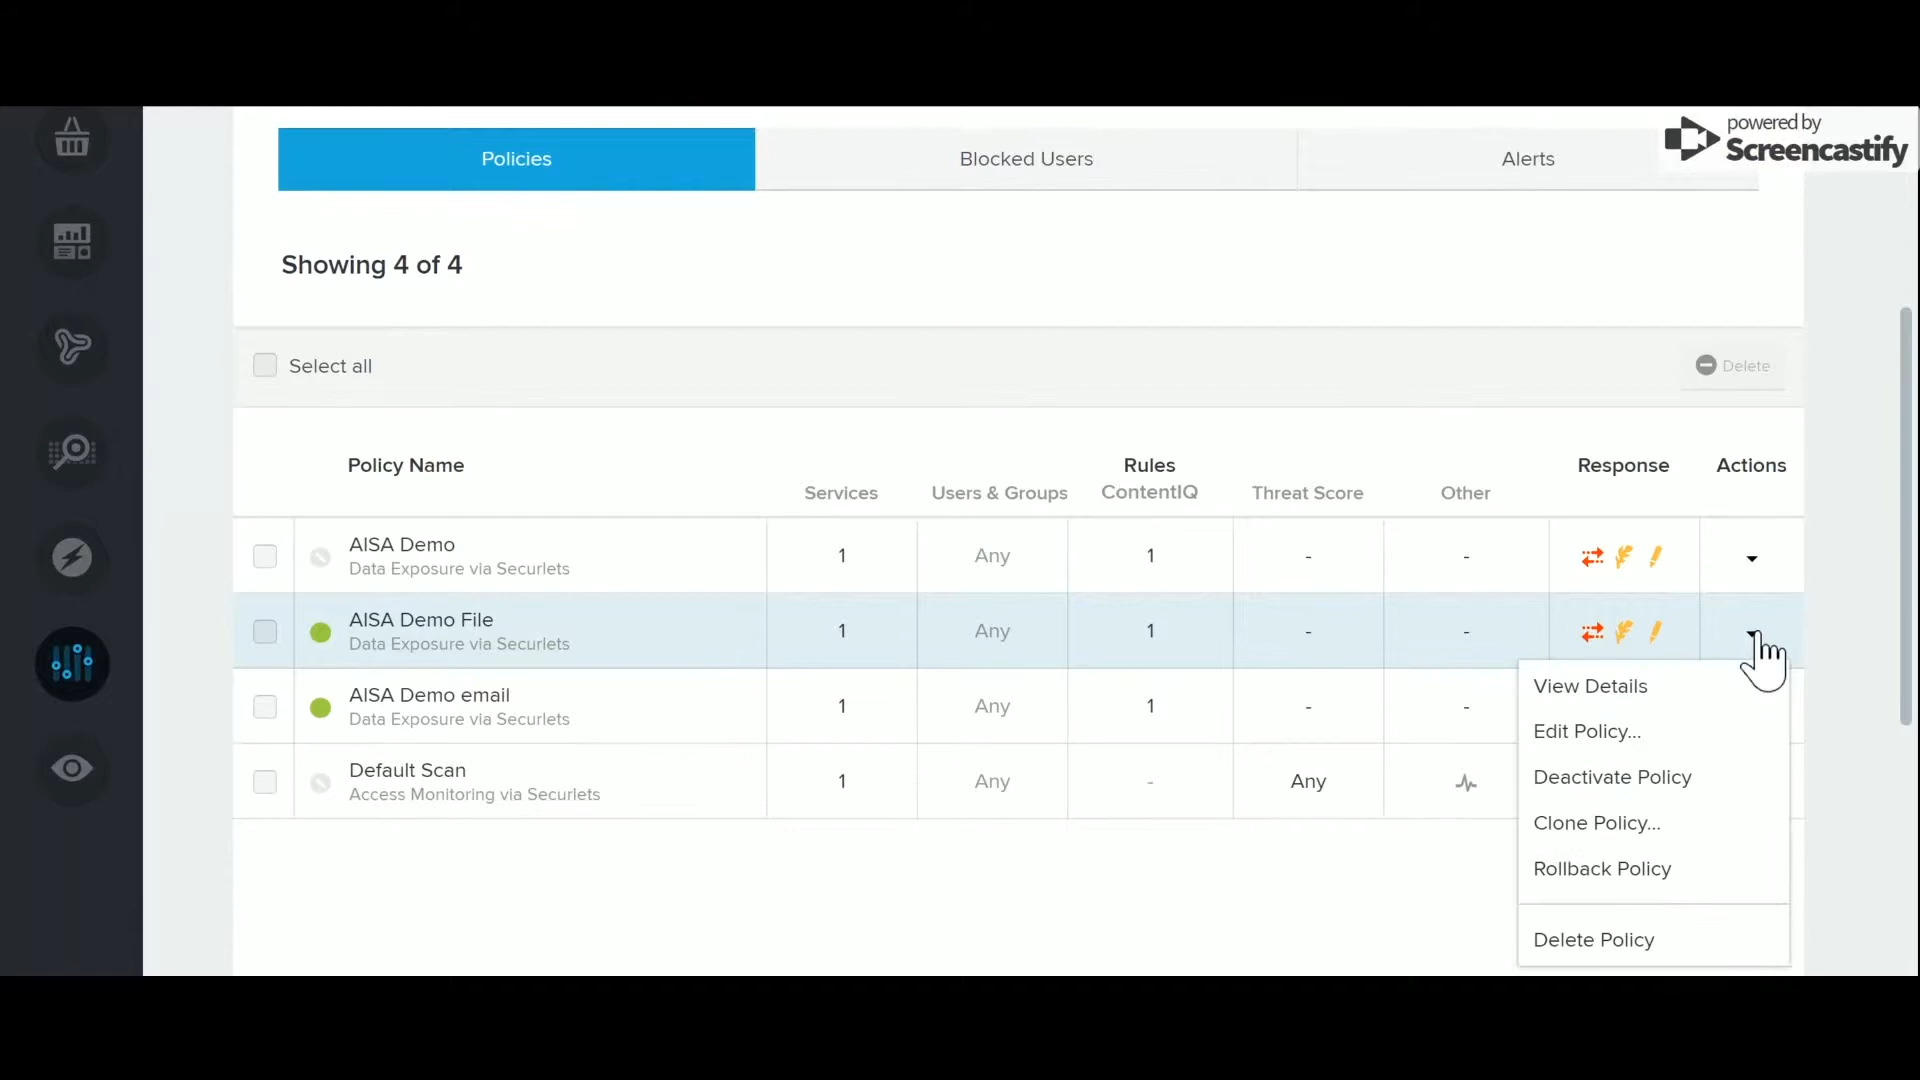 powered by
Screencastify
Policies
Blocked Users
Alerts
Showing 4 of 4
Select all
Delete
Policy Name
Rules
Response
Actions
Services
Users & Groups
ContentIQ
Threat Score
Other
AISA Demo
Data Exposure via Securlets
1
Any
1
-
-
AISA Demo File
Data Exposure via Securlets
1
Any
1
-
-
AISA Demo email
Data Exposure via Securlets
1
Any
1
-
-
Default Scan
Access Monitoring via Securlets
1
Any
-
Any
View Details
Edit Policy...
Deactivate Policy
Clone Policy...
Rollback Policy
Delete Policy